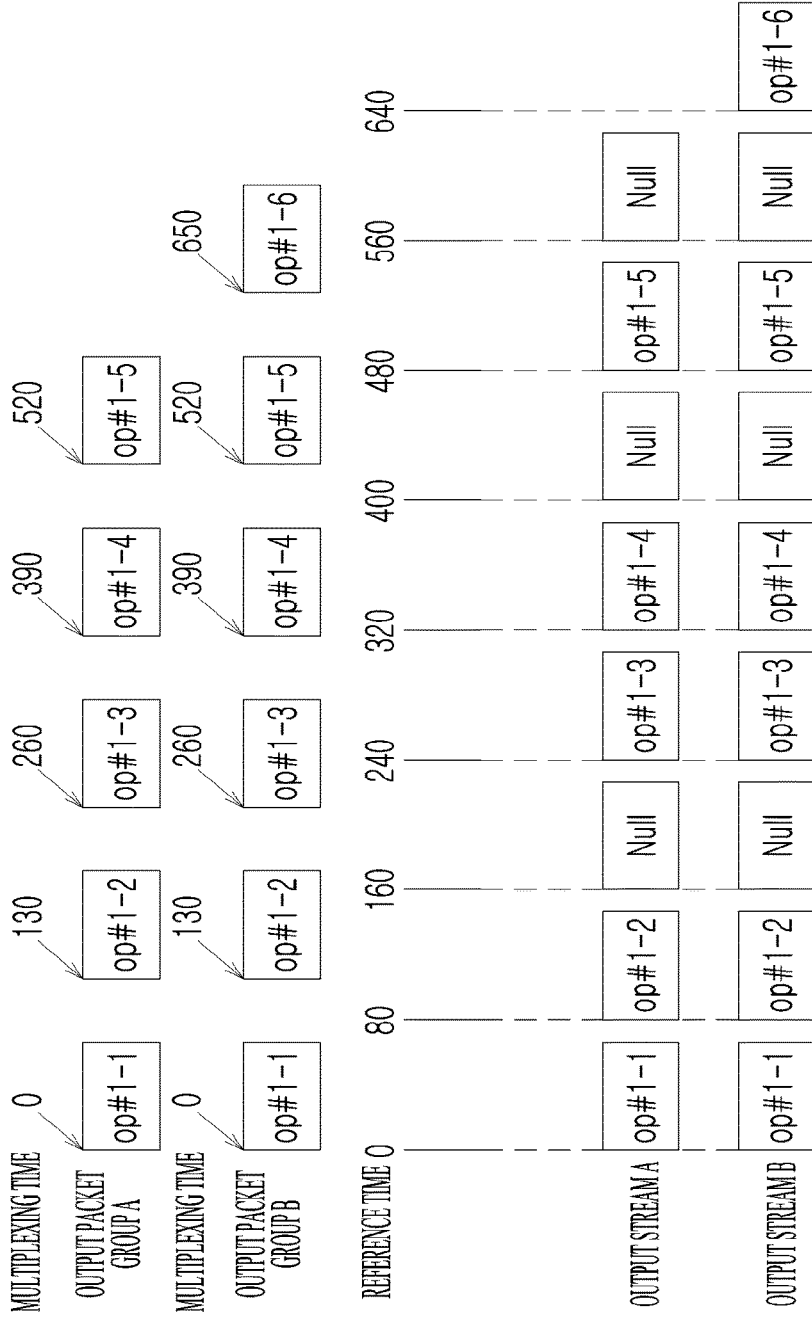 MULTIPLEXING TIME 0 130 260 390 520
OUTPUT PACKET
GROUP A
op#1-1 op#1-2 op#1-3 op#1-4 op#1-5
MULTIPLEXING TIME 0 130 260 390 520 650
OUTPUT PACKET
GROUP B
op#1-1 op#1-2 op#1-3 op#1-4 op#1-5 op#1-6
REFERENCE TIME 0 80 160 240 320 400 480 560 640
OUTPUT STREAM A op#1-1 op#1-2 Null op#1-3 op#1-4 Null op#1-5 Null
OUTPUT STREAM B op#1-1 op#1-2 Null op#1-3 op#1-4 Null op#1-5 Null op#1-6